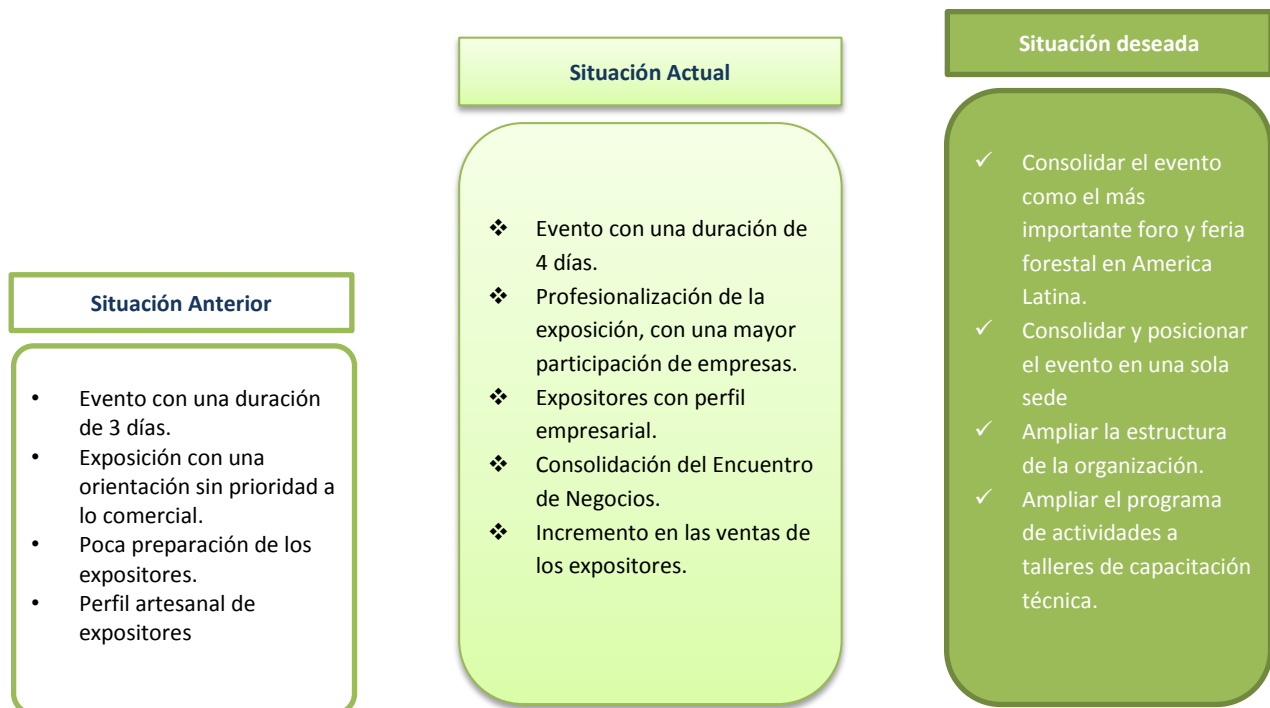 Situación Anterior
• Evento con una duración
de 3 días.
• Exposición con una
orientación sin prioridad a
lo comercial.
• Poca preparación de los
expositores.
• Perfil artesanal de
expositores
Situación Actual
❖ Evento con una duración de
4 días.
❖ Profesionalización de la
exposición, con una mayor
participación de empresas.
❖ Expositores con perfil
empresarial.
❖ Consolidación del Encuentro
de Negocios.
❖ Incremento en las ventas de
los expositores.
Situación deseada
✓ Consolidar el evento
como el más
importante foro y feria
forestal en America
Latina.
✓ Consolidar y posicionar
el evento en una sola
sede
✓ Ampliar la estructura
de la organización.
✓ Ampliar el programa
de actividades a
talleres de capacitación
técnica.